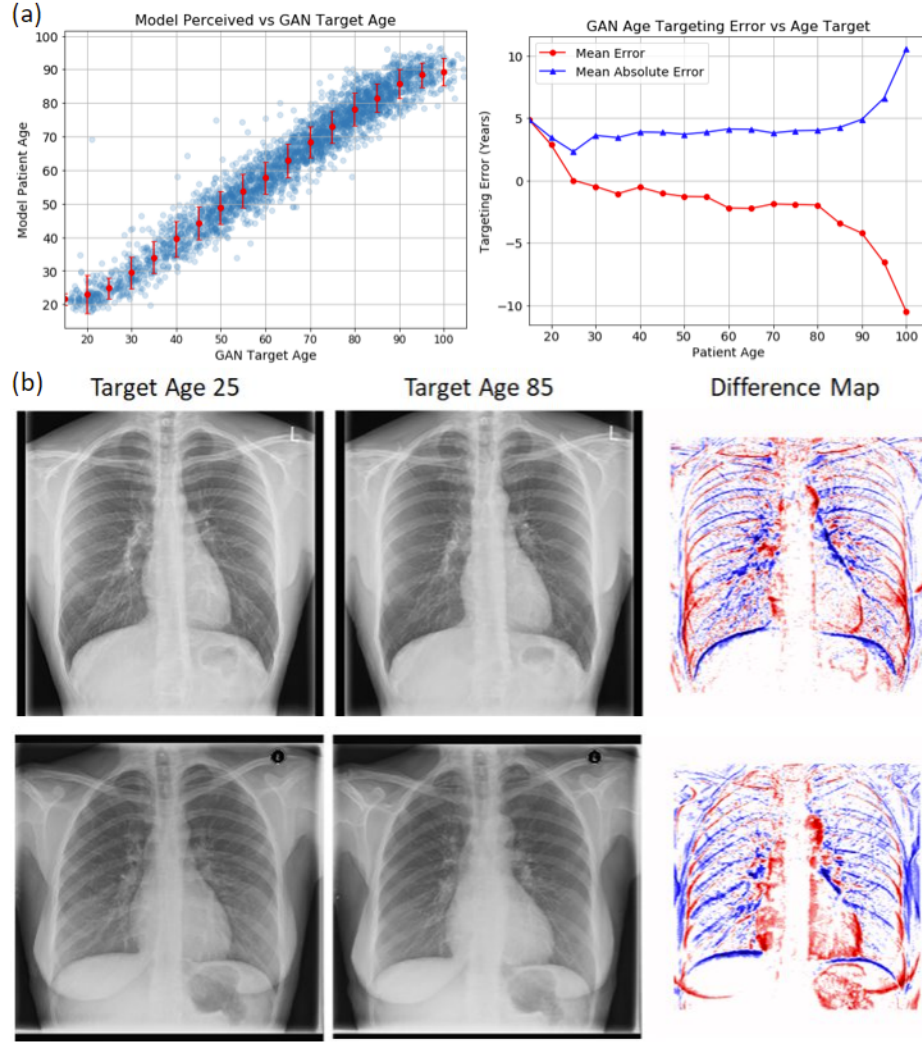 (a)
Model Perceived vs GAN Target Age
Model Patient Age
100
90
80
70
60
50
40
30
20
20 30 40 50 60 70 80 90 100
GAN Target Age
GAN Age Targeting Error vs Age Target
Mean Error
Mean Absolute Error
Targeting Error (Years)
10
5
0
−5
−10
20 30 40 50 60 70 80 90 100
Patient Age
(b)
Target Age 25 Target Age 85 Difference Map
L L